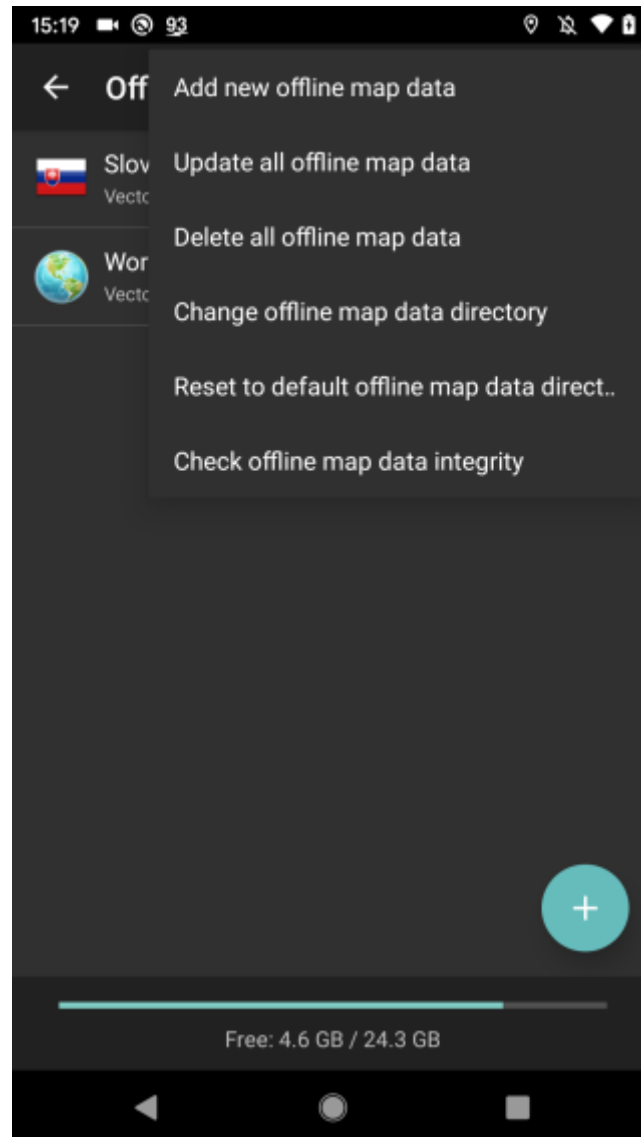 15:19 93
Off
Add new offline map data
Slov
Update all offline map data
Vecto
Delete all offline map data
Wor
Vecto
Change offline map data directory
Reset to default offline map data direct..
Check offline map data integrity
+
Free: 4.6 GB / 24.3 GB